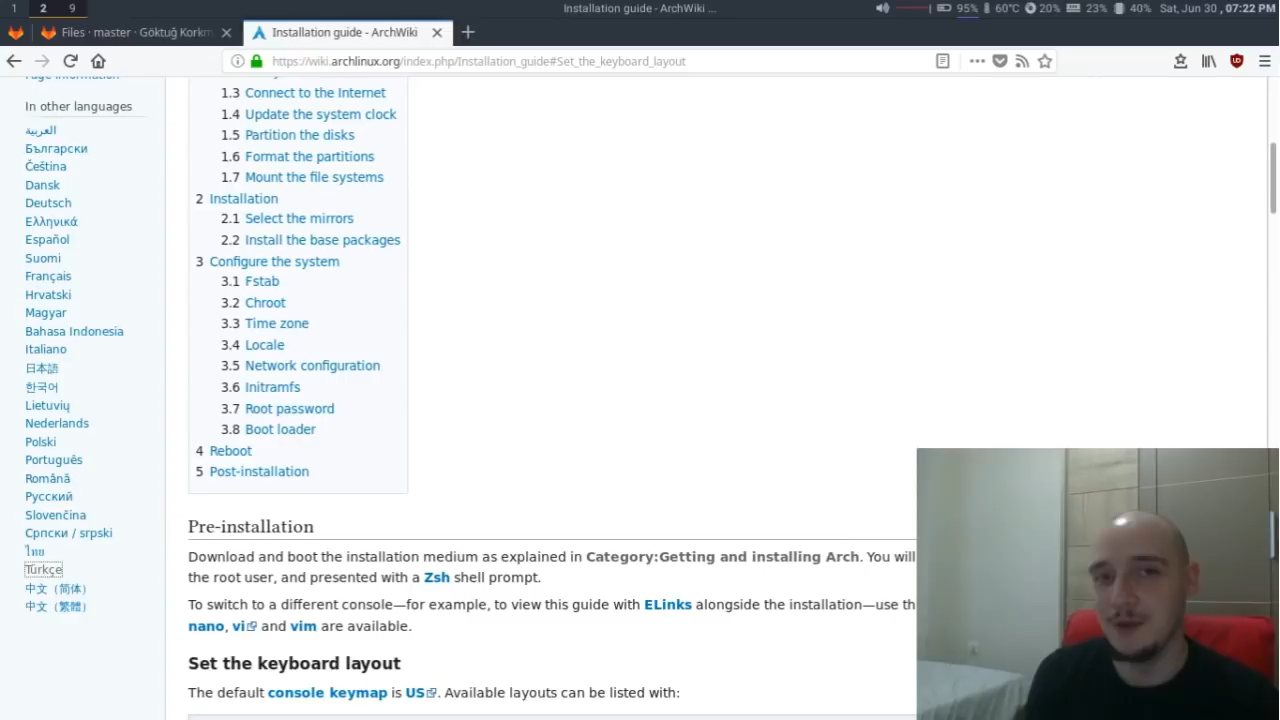 1 2 9 Installation guide - ArchWiki ... 95% 60°C 20% 23% 40% Sat, Jun 30 , 07:22 PM
Files · master · Göktuğ Korkm
Installation guide - ArchWiki
https://wiki.archlinux.org/index.php/Installation_guide#Set_the_keyboard_layout
Page information
In other languages
العربية
Български
Čeština
Dansk
Deutsch
Ελληνικά
Español
Suomi
Français
Hrvatski
Magyar
Bahasa Indonesia
Italiano
日本語
한국어
Lietuvių
Nederlands
Polski
Português
Română
Русский
Slovenčina
Српски / srpski
ไทย
Türkçe
中文（简体）
中文（繁體）
1.3 Connect to the Internet
1.4 Update the system clock
1.5 Partition the disks
1.6 Format the partitions
1.7 Mount the file systems
2 Installation
2.1 Select the mirrors
2.2 Install the base packages
3 Configure the system
3.1 Fstab
3.2 Chroot
3.3 Time zone
3.4 Locale
3.5 Network configuration
3.6 Initramfs
3.7 Root password
3.8 Boot loader
4 Reboot
5 Post-installation
Pre-installation
Download and boot the installation medium as explained in Category:Getting and installing Arch. You will
the root user, and presented with a Zsh shell prompt.
To switch to a different console—for example, to view this guide with ELinks alongside the installation—use th
nano, vi and vim are available.
Set the keyboard layout
The default console keymap is US. Available layouts can be listed with: